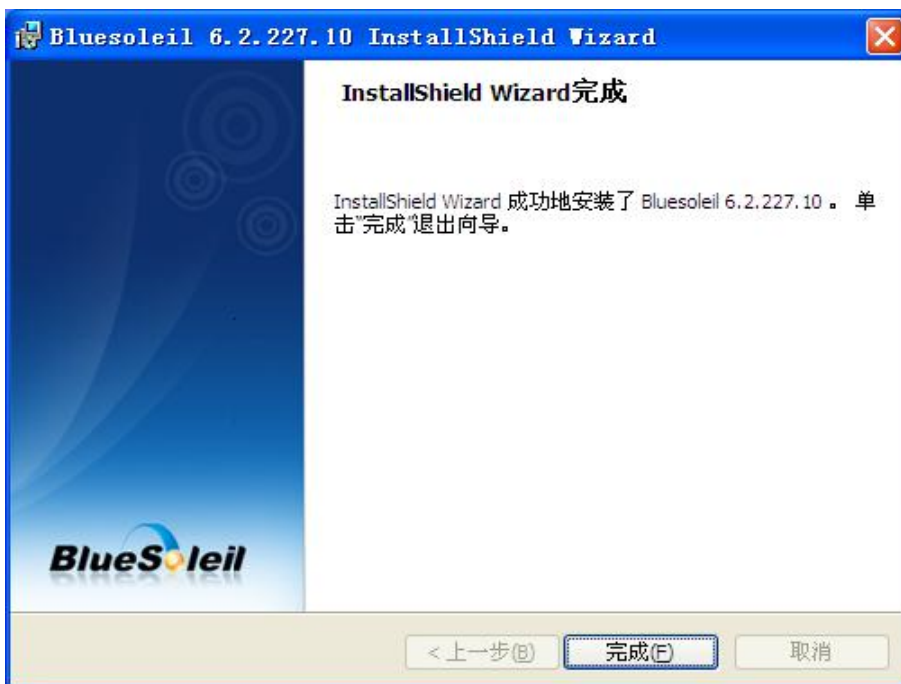 Bluesoleil 6.2.227.10 InstallShield Wizard
InstallShield Wizard完成
InstallShield Wizard 成功地安装了 Bluesoleil 6.2.227.10 。 单
击“完成”退出向导。
BlueSoleil
< 上一步(B)
完成(F)
取消